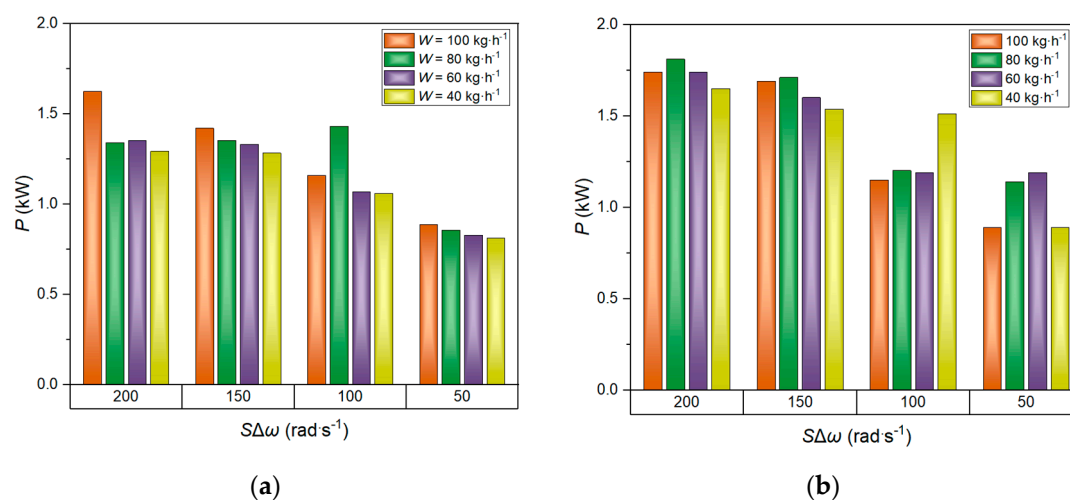 2.0
1.5
1.0
0.5
0.0
P (kW)
W = 100 kg·h⁻¹
W = 80 kg·h⁻¹
W = 60 kg·h⁻¹
W = 40 kg·h⁻¹
200 150 100 50
SΔω (rad·s⁻¹)
(a)
2.0
1.5
1.0
0.5
0.0
P (kW)
100 kg·h⁻¹
80 kg·h⁻¹
60 kg·h⁻¹
40 kg·h⁻¹
200 150 100 50
SΔω (rad·s⁻¹)
(b)